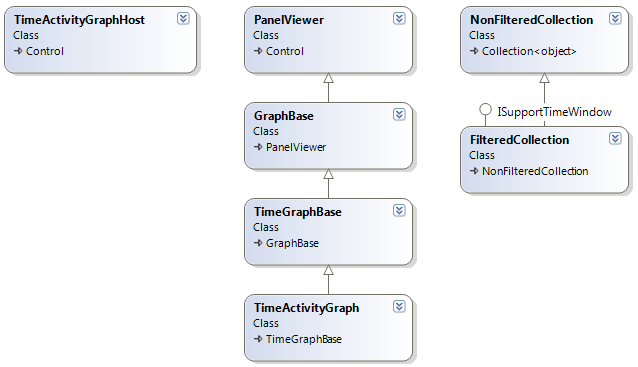 TimeActivityGraphHost
Class
Control
PanelViewer
Class
Control
GraphBase
Class
PanelViewer
TimeGraphBase
Class
GraphBase
TimeActivityGraph
Class
TimeGraphBase
NonFilteredCollection
Class
Collection<object>
ISupportTimeWindow
FilteredCollection
Class
NonFilteredCollection